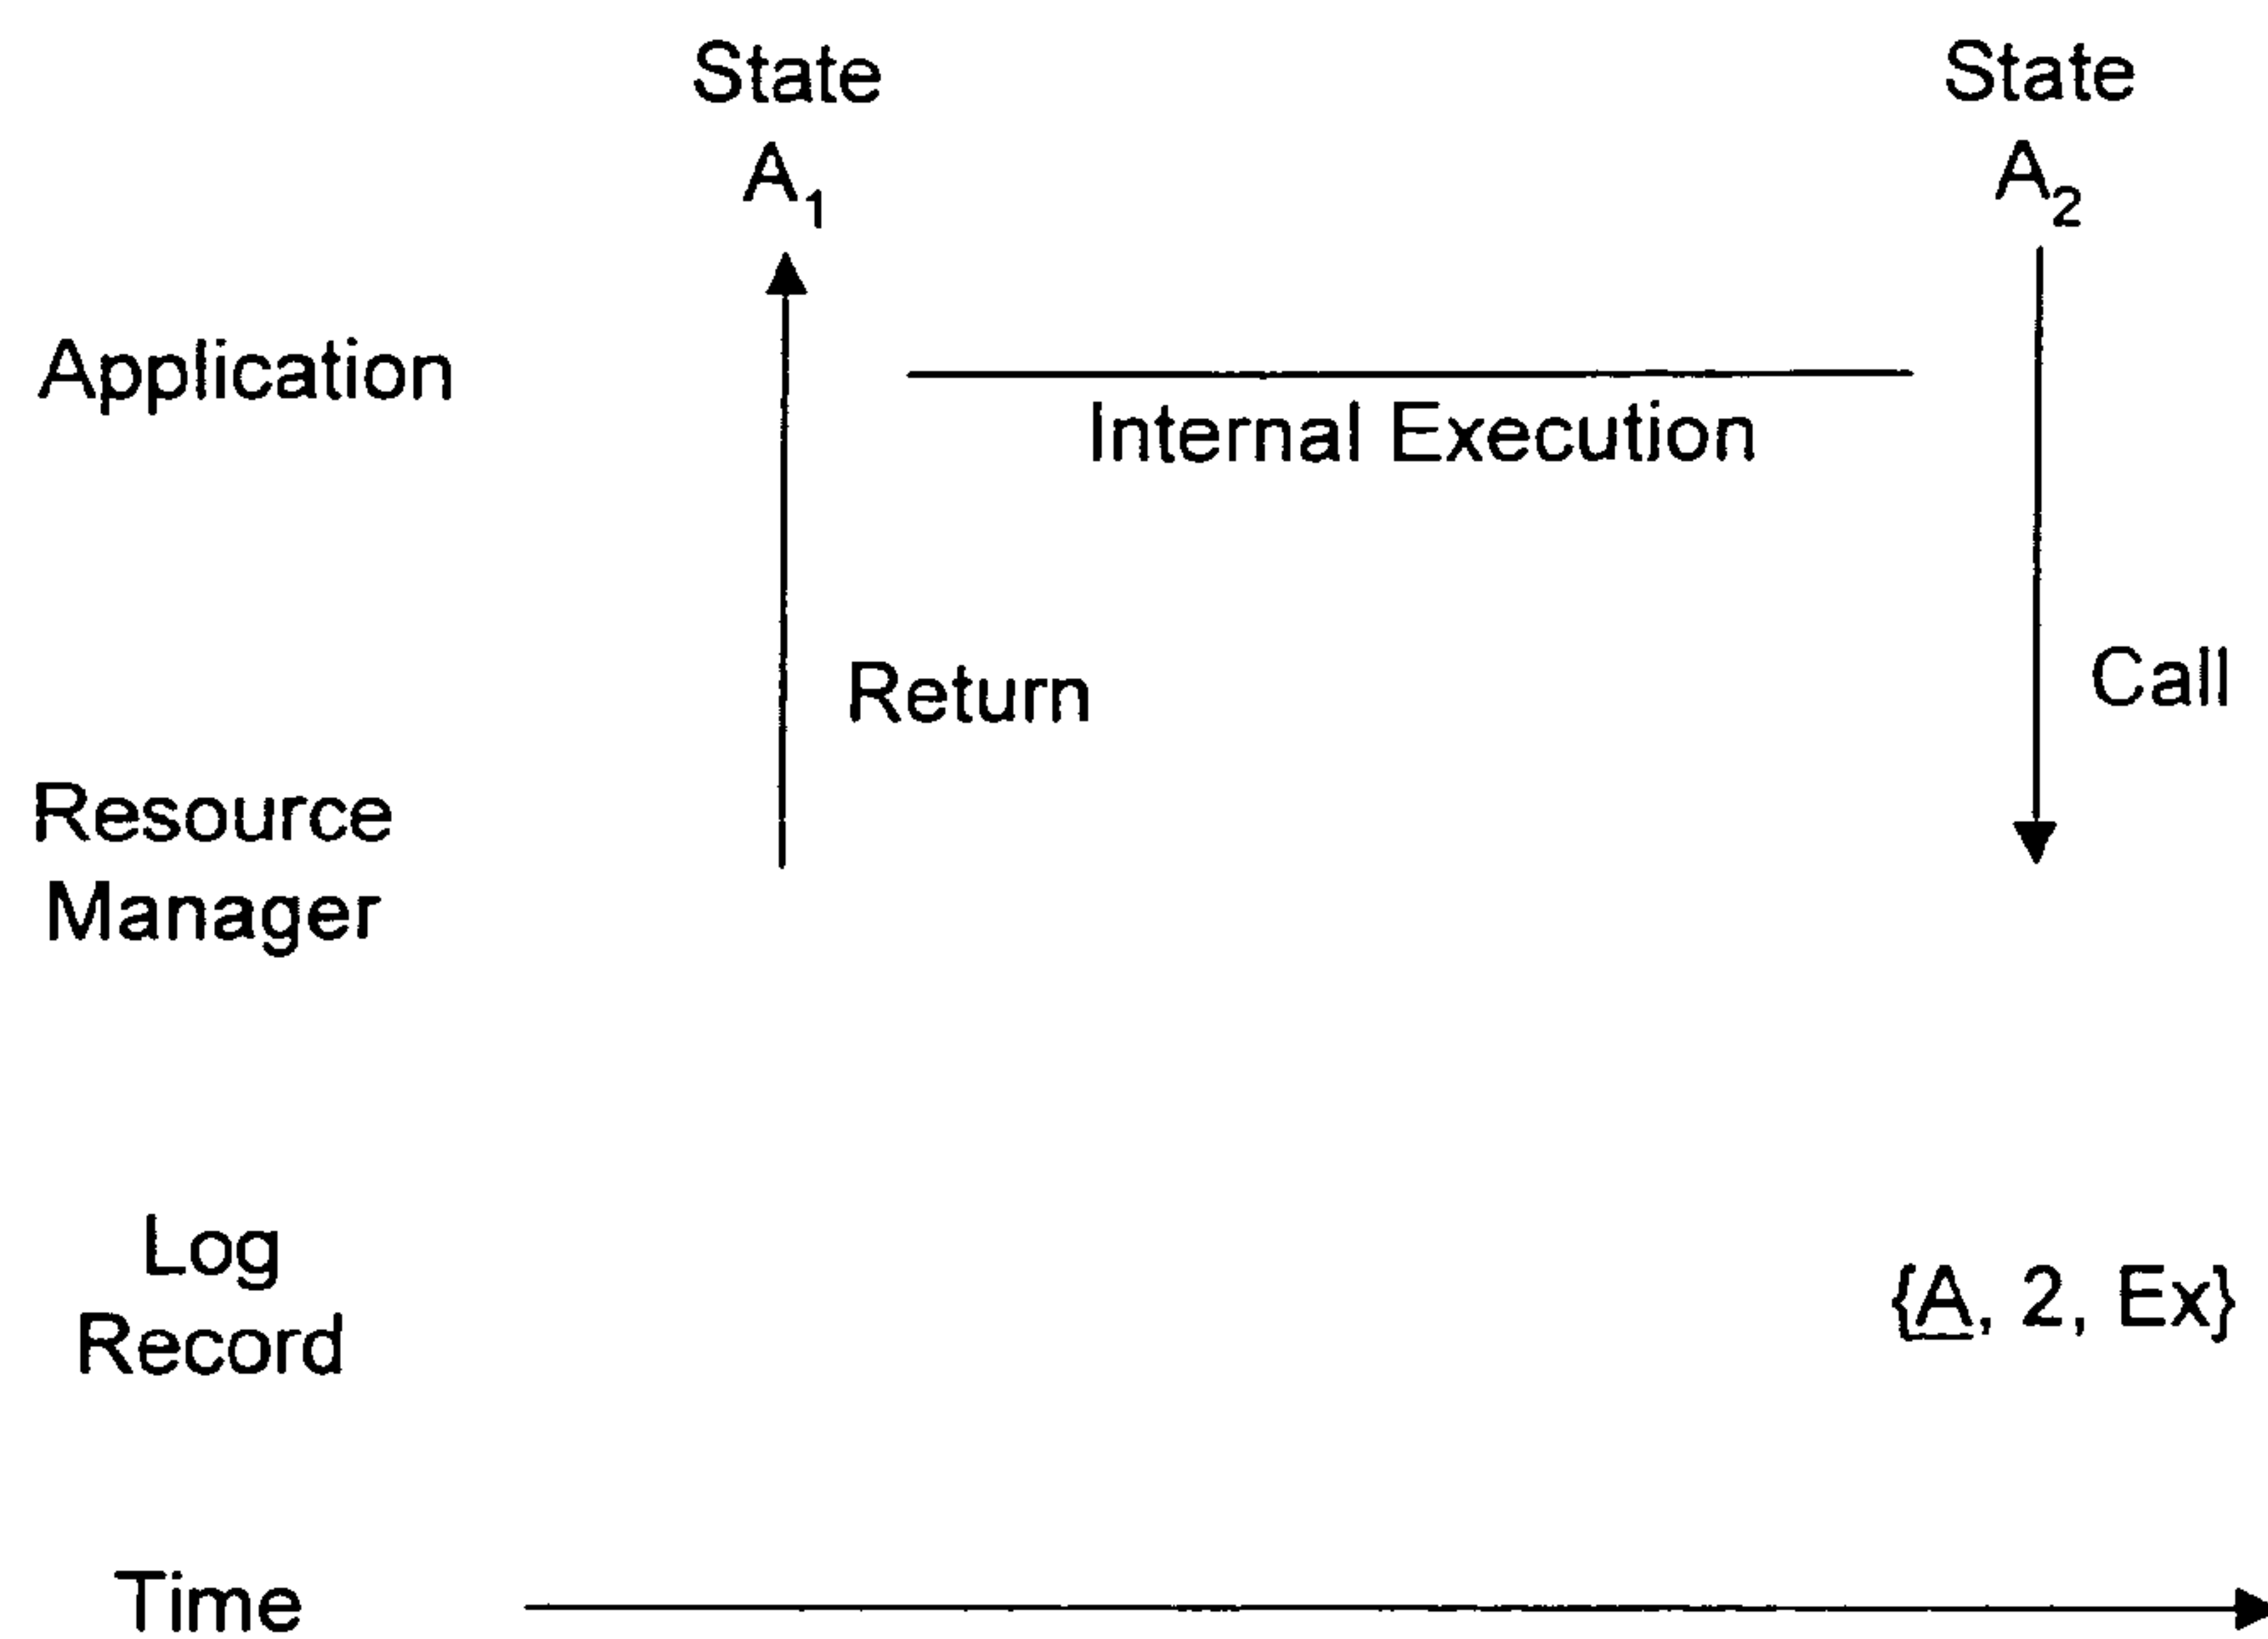 State
A₁
State
A₂
Application
Internal Execution
Return
Call
Resource
Manager
Log
Record
{A, 2, Ex}
Time